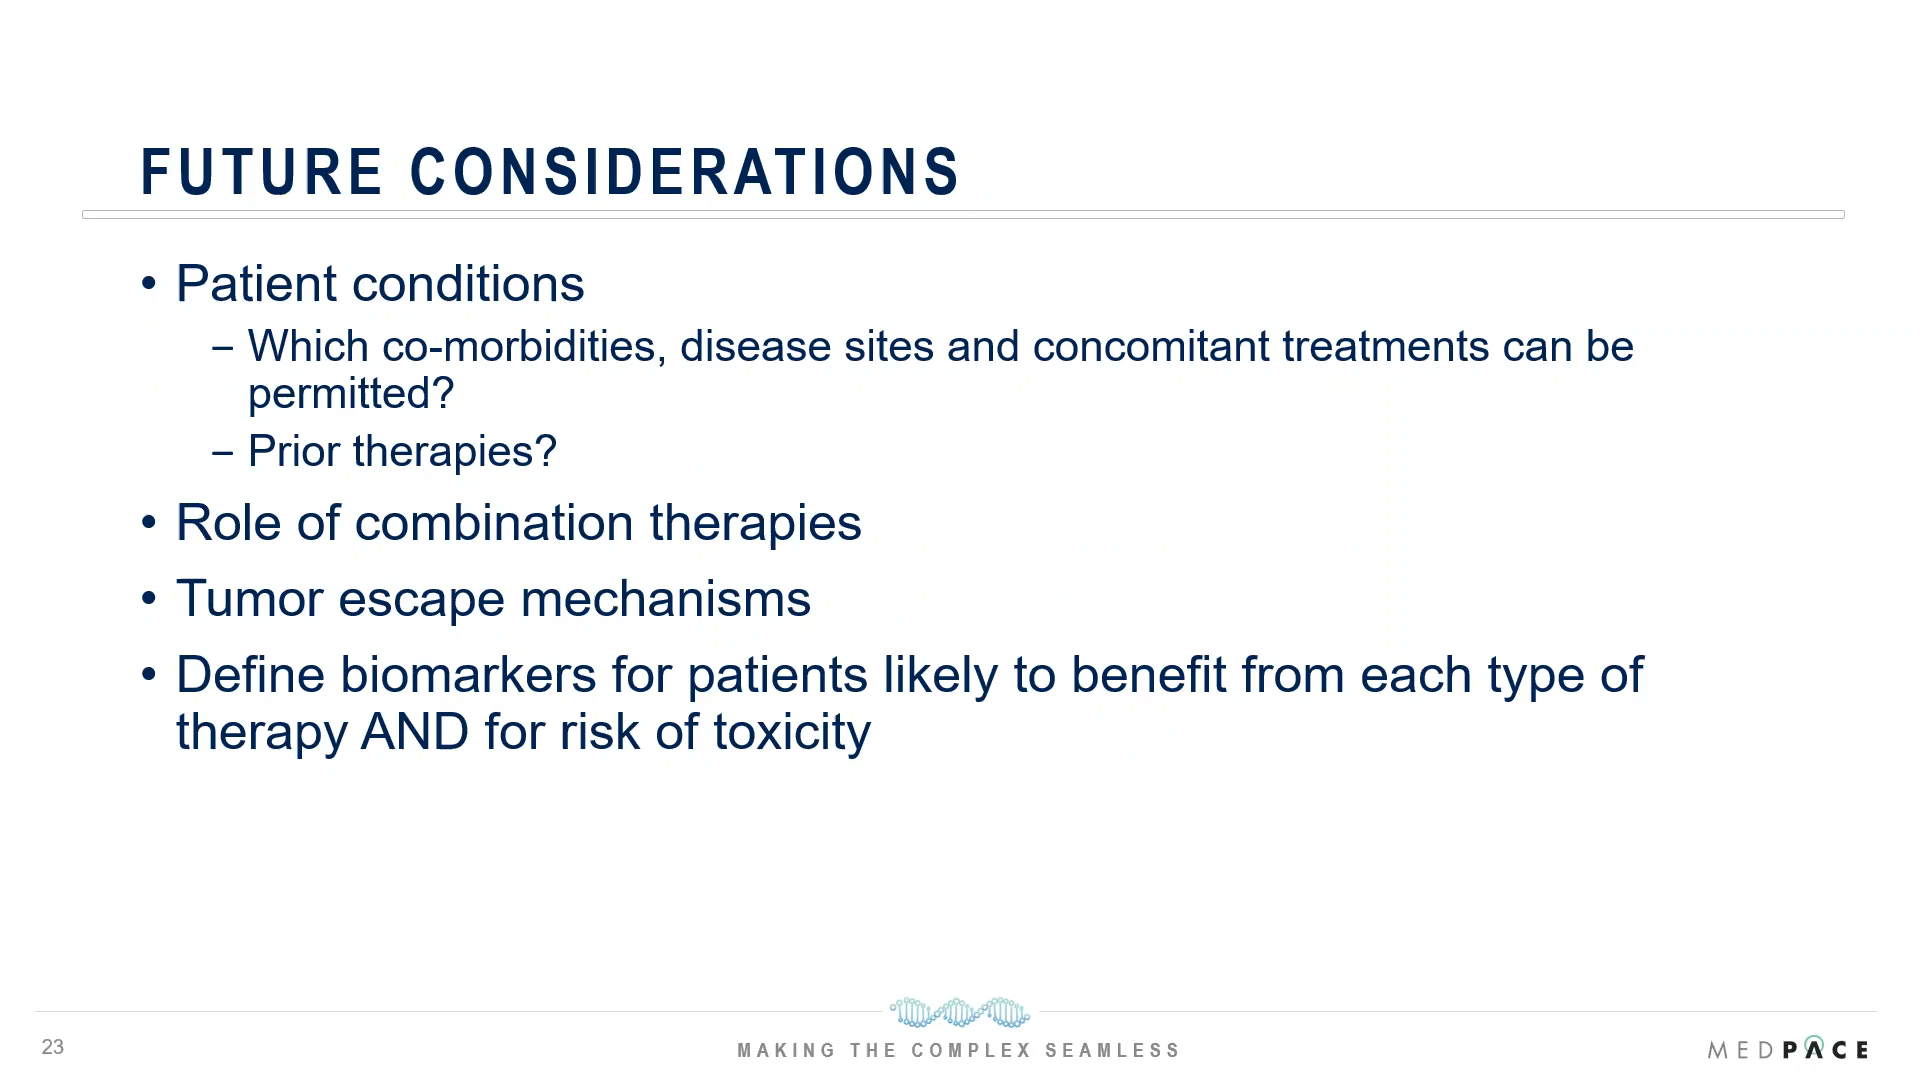 FUTURE CONSIDERATIONS
• Patient conditions
– Which co-morbidities, disease sites and concomitant treatments can be
permitted?
– Prior therapies?
• Role of combination therapies
• Tumor escape mechanisms
• Define biomarkers for patients likely to benefit from each type of
therapy AND for risk of toxicity
23
MAKING THE COMPLEX SEAMLESS
MEDPACE